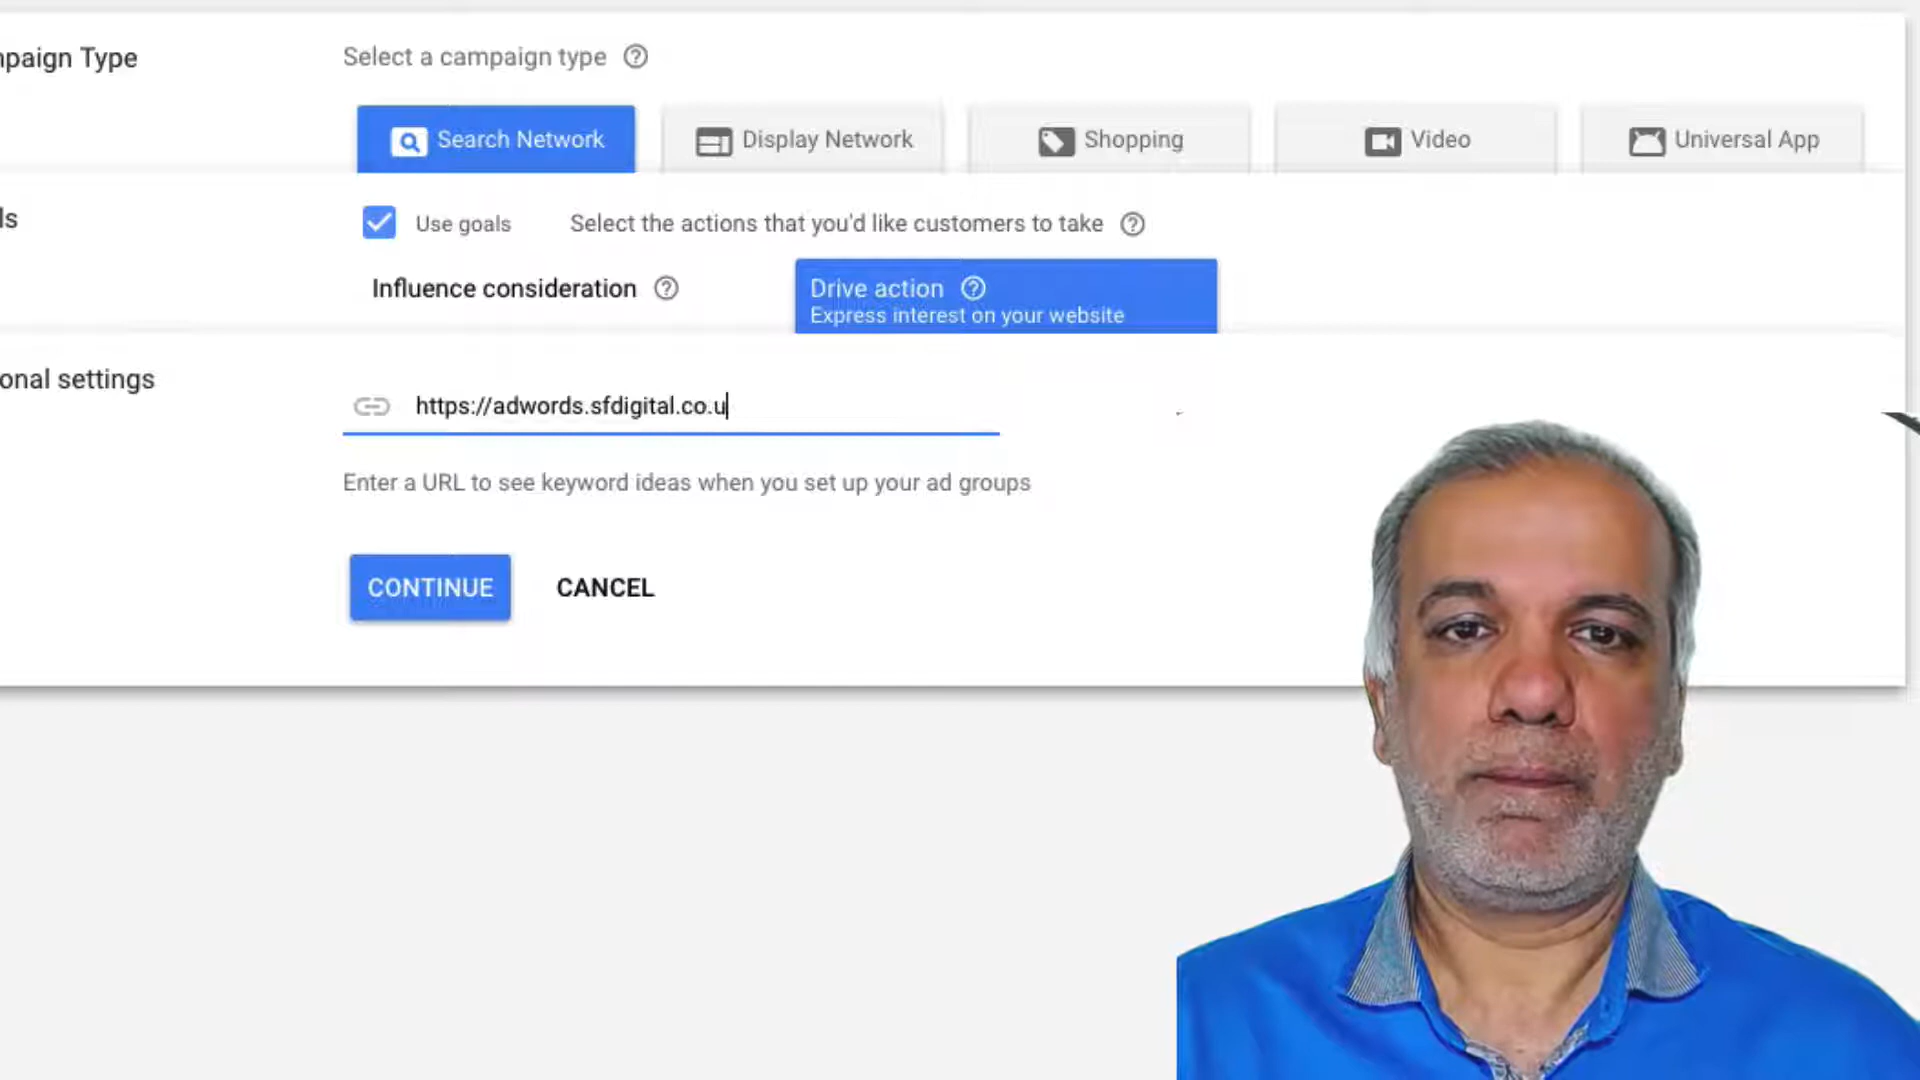 npaign Type
Select a campaign type
Search Network
Display Network
Shopping
Video
Universal App
ls
Use goals
Select the actions that you'd like customers to take
Influence consideration
Drive action
Express interest on your website
onal settings
https://adwords.sfdigital.co.u
Enter a URL to see keyword ideas when you set up your ad groups
CONTINUE
CANCEL